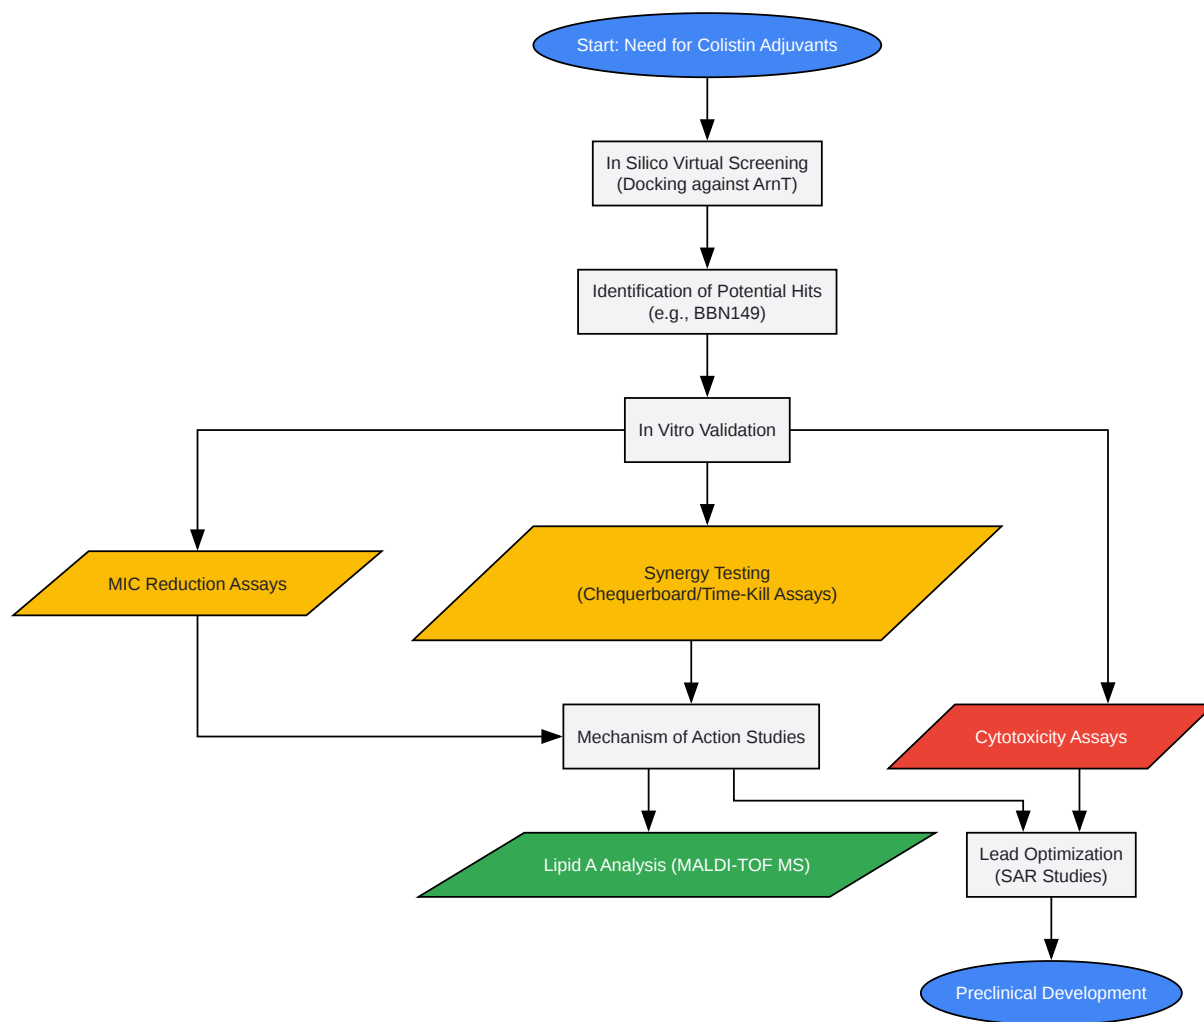 Start: Need for Colistin Adjuvants
In Silico Virtual Screening
(Docking against ArnT)
Identification of Potential Hits
(e.g., BBN149)
In Vitro Validation
MIC Reduction Assays
Synergy Testing
(Chequerboard/Time-Kill Assays)
Mechanism of Action Studies
Cytotoxicity Assays
Lipid A Analysis (MALDI-TOF MS)
Lead Optimization
(SAR Studies)
Preclinical Development